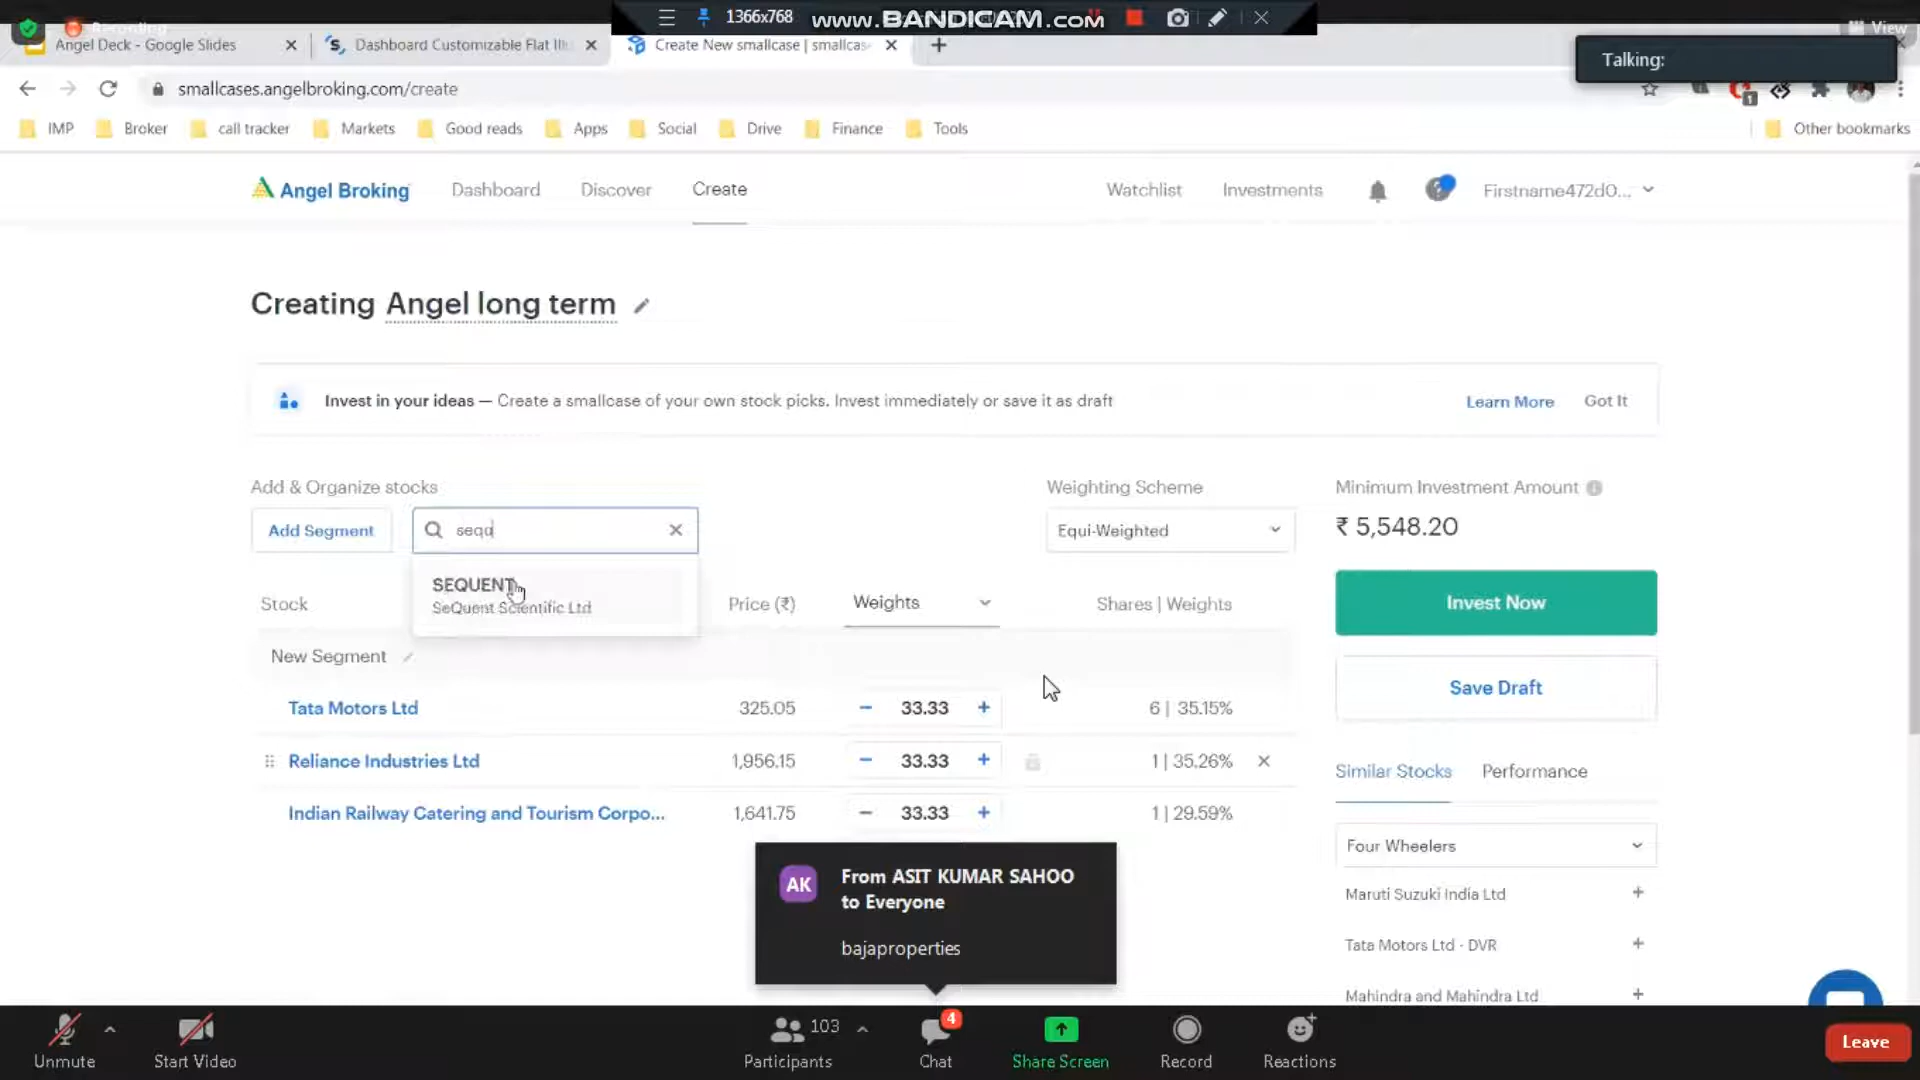 1366x768
www.BANDICAM.com
Recording
View
Angel Deck - Google Slides
Dashboard Customizable Flat Illu
Create New smallcase | smallcas
Talking:
smallcases.angelbroking.com/create
1
IMP
Broker
call tracker
Markets
Good reads
Apps
Social
Drive
Finance
Tools
Other bookmarks
Angel Broking
Dashboard
Discover
Create
Watchlist
Investments
Firstname472d0...
Creating Angel long term
Invest in your ideas — Create a smallcase of your own stock picks. Invest immediately or save it as draft
Learn More
Got It
Add & Organize stocks
Weighting Scheme
Minimum Investment Amount
Add Segment
seqq
Equi-Weighted
₹ 5,548.20
SEQUENT
SeQuent Scientific Ltd
Stock
Price (₹)
Weights
Shares | Weights
Invest Now
New Segment
Save Draft
Tata Motors Ltd
325.05
33.33
6 | 35.15%
Reliance Industries Ltd
1,956.15
33.33
1 | 35.26%
Indian Railway Catering and Tourism Corpo...
1,641.75
33.33
1 | 29.59%
Similar Stocks
Performance
Four Wheelers
Maruti Suzuki India Ltd
Tata Motors Ltd - DVR
Mahindra and Mahindra Ltd
AK
From ASIT KUMAR SAHOO
to Everyone
bajaproperties
Unmute
Start Video
103
Participants
4
Chat
Share Screen
Record
Reactions
Leave